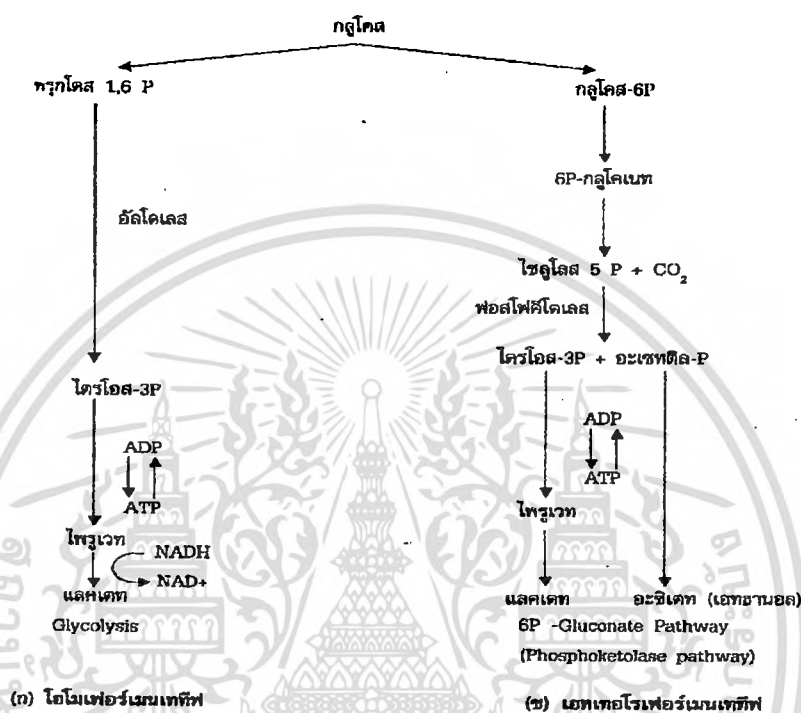 กลูโคส
ฟรุกโตส 1,6 P
อัลโดเลส
ไตรโอส-3P
ADP
ATP
ไพรูเวท
NADH
NAD+
แลคเตท
Glycolysis
(ก) โฮโมเฟอร์เมนเททีฟ
กลูโคส-6P
6P-กลูโคเนท
ไซลูโลส 5 P + CO₂
ฟอสโฟคีโตเลส
ไตรโอส-3P + อะเซทติล-P
ADP
ATP
ไพรูเวท
แลคเตท อะซิเตท (เอทธานอล)
6P -Gluconate Pathway
(Phosphoketolase pathway)
(ข) เฮทเทอโรเฟอร์เมนเททีฟ